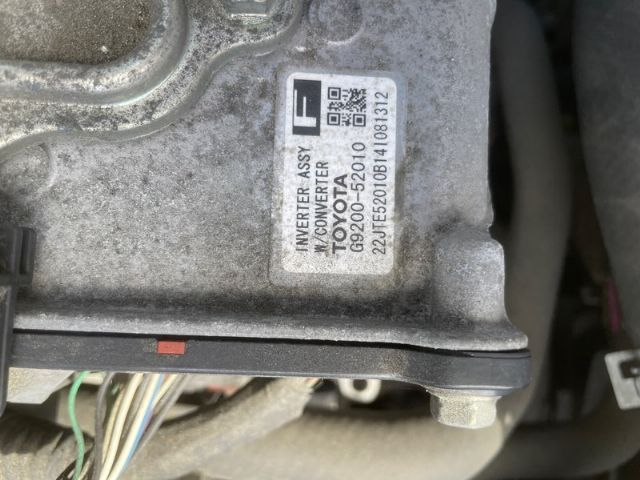 F
INVERTER ASSY
W/CONVERTER
TOYOTA
G9200-52010
22JTE52010B141081312